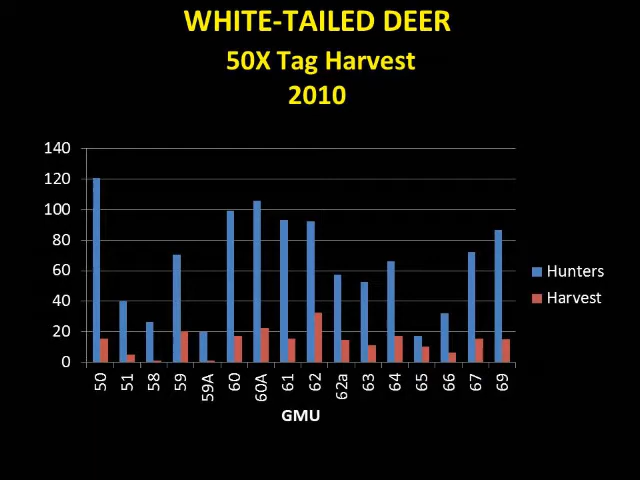 WHITE-TAILED DEER
50X Tag Harvest
2010
140
120
100
80
60
40
20
0
50 51 58 59 59A 60 60A 61 62 62a 63 64 65 66 67 69
GMU
Hunters
Harvest